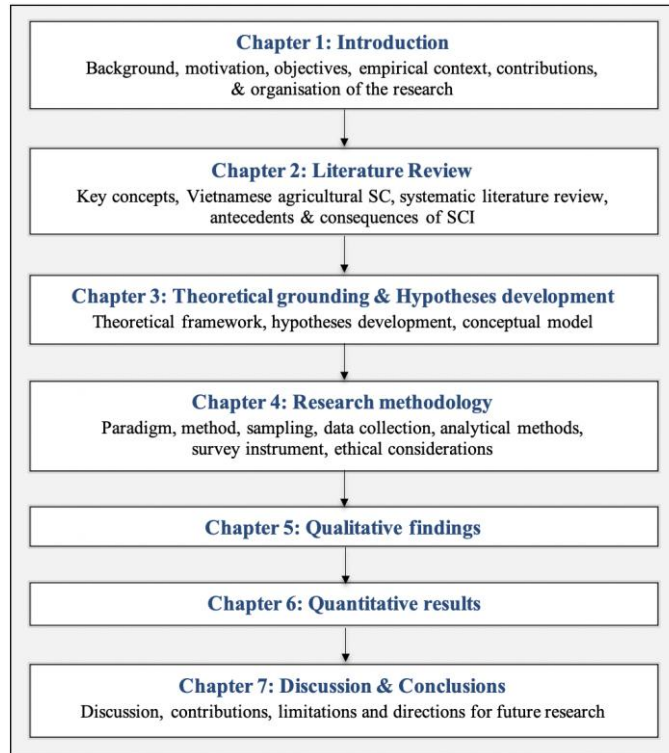 Chapter 1: Introduction
Background, motivation, objectives, empirical context, contributions,
& organisation of the research
Chapter 2: Literature Review
Key concepts, Vietnamese agricultural SC, systematic literature review,
antecedents & consequences of SCI
Chapter 3: Theoretical grounding & Hypotheses development
Theoretical framework, hypotheses development, conceptual model
Chapter 4: Research methodology
Paradigm, method, sampling, data collection, analytical methods,
survey instrument, ethical considerations
Chapter 5: Qualitative findings
Chapter 6: Quantitative results
Chapter 7: Discussion & Conclusions
Discussion, contributions, limitations and directions for future research